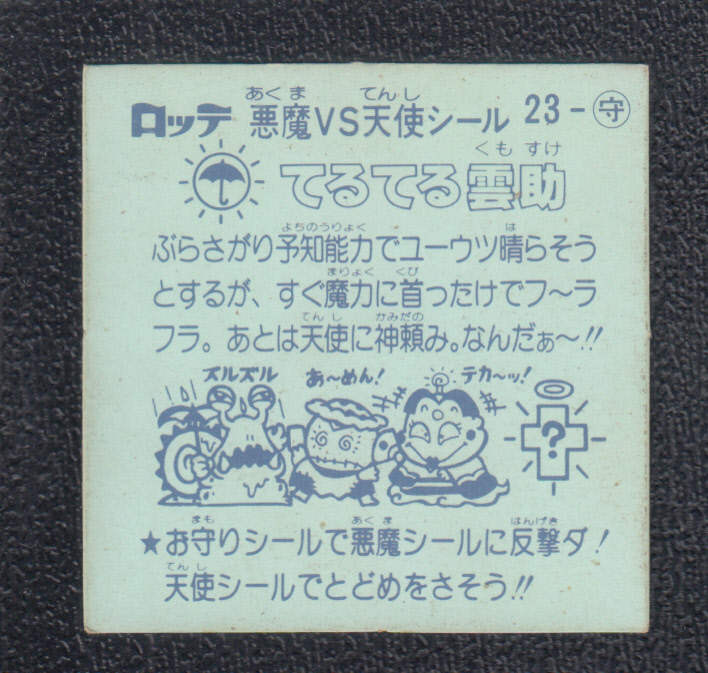 あくま てんし
ロッテ 悪魔VS天使シール 23-守
くもすけ
てるてる雲助
よちのうりょく は
ぶらさがり予知能力でユーウツ晴らそう
まりょく くび
とするが、すぐ魔力に首ったけでフ〜ラ
てんし かみだの
フラ。あとは天使に神頼み。なんだぁ〜!!
ズルズル あ〜めん! テカ〜ッ!
?
まも あくま はんげき
★お守りシールで悪魔シールに反撃ダ!
てんし
天使シールでとどめをさそう!!